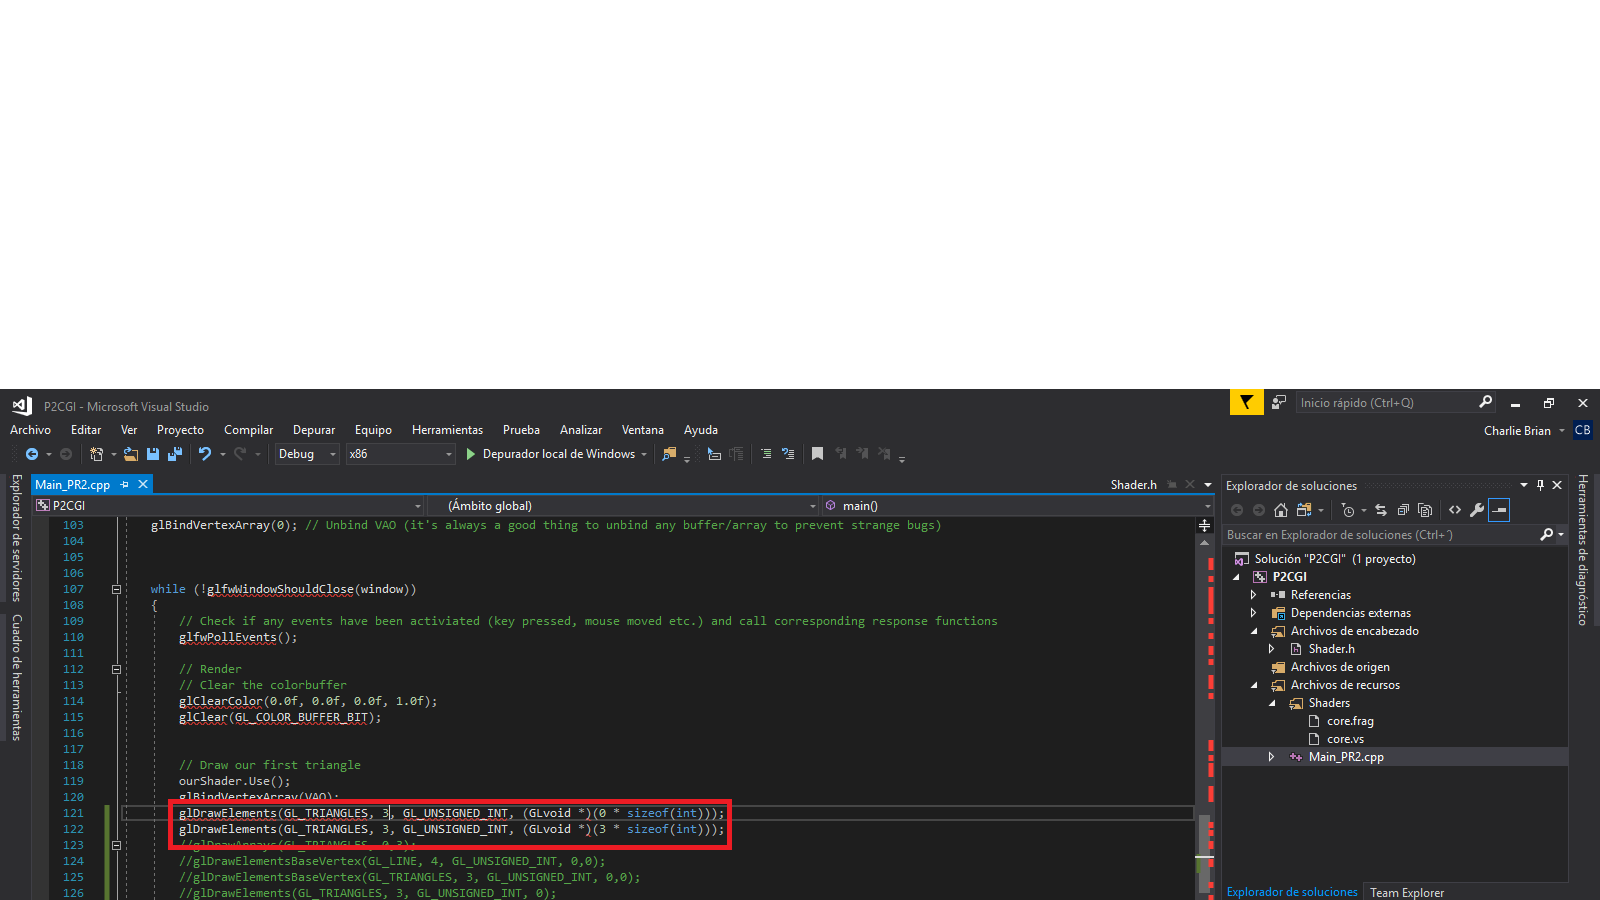 P2CGI - Microsoft Visual Studio
Inicio rápido (Ctrl+Q)
Archivo Editar Ver Proyecto Compilar Depurar Equipo Herramientas Prueba Analizar Ventana Ayuda
Charlie Brian CB
Debug x86 Depurador local de Windows
Explorador de servidores
Cuadro de herramientas
Main_PR2.cpp
Shader.h
P2CGI (Ámbito global) main()
103 glBindVertexArray(0); // Unbind VAO (it's always a good thing to unbind any buffer/array to prevent strange bugs)
104
105
106
107 while (!glfwWindowShouldClose(window))
108 {
109 // Check if any events have been activiated (key pressed, mouse moved etc.) and call corresponding response functions
110 glfwPollEvents();
111
112 // Render
113 // Clear the colorbuffer
114 glClearColor(0.0f, 0.0f, 0.0f, 1.0f);
115 glClear(GL_COLOR_BUFFER_BIT);
116
117
118 // Draw our first triangle
119 ourShader.Use();
120 glBindVertexArray(VAO);
121 glDrawElements(GL_TRIANGLES, 3, GL_UNSIGNED_INT, (GLvoid *)(0 * sizeof(int)));
122 glDrawElements(GL_TRIANGLES, 3, GL_UNSIGNED_INT, (GLvoid *)(3 * sizeof(int)));
123 //glDrawArrays(GL_TRIANGLES, 0,3);
124 //glDrawElementsBaseVertex(GL_LINE, 4, GL_UNSIGNED_INT, 0,0);
125 //glDrawElementsBaseVertex(GL_TRIANGLES, 3, GL_UNSIGNED_INT, 0,0);
126 //glDrawElements(GL_TRIANGLES, 3, GL_UNSIGNED_INT, 0);
Explorador de soluciones
Buscar en Explorador de soluciones (Ctrl+´)
Solución "P2CGI" (1 proyecto)
P2CGI
Referencias
Dependencias externas
Archivos de encabezado
Shader.h
Archivos de origen
Archivos de recursos
Shaders
core.frag
core.vs
Main_PR2.cpp
Explorador de soluciones Team Explorer
Herramientas de diagnóstico